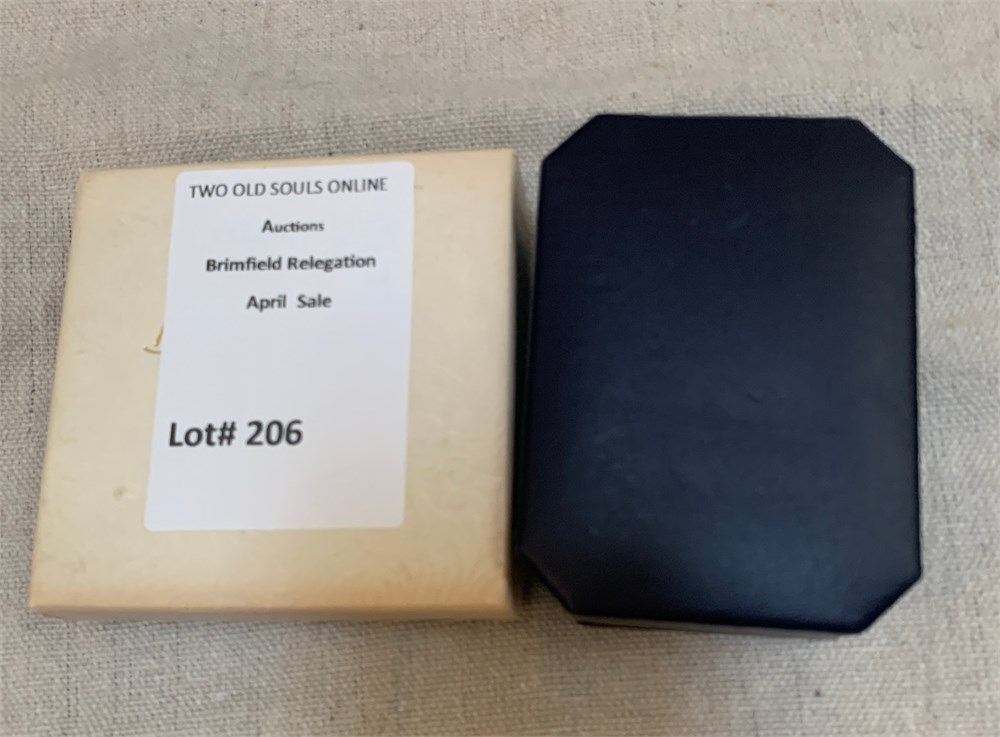 TWO OLD SOULS ONLINE
Auctions
Brimfield Relegation
April Sale
Lot# 206